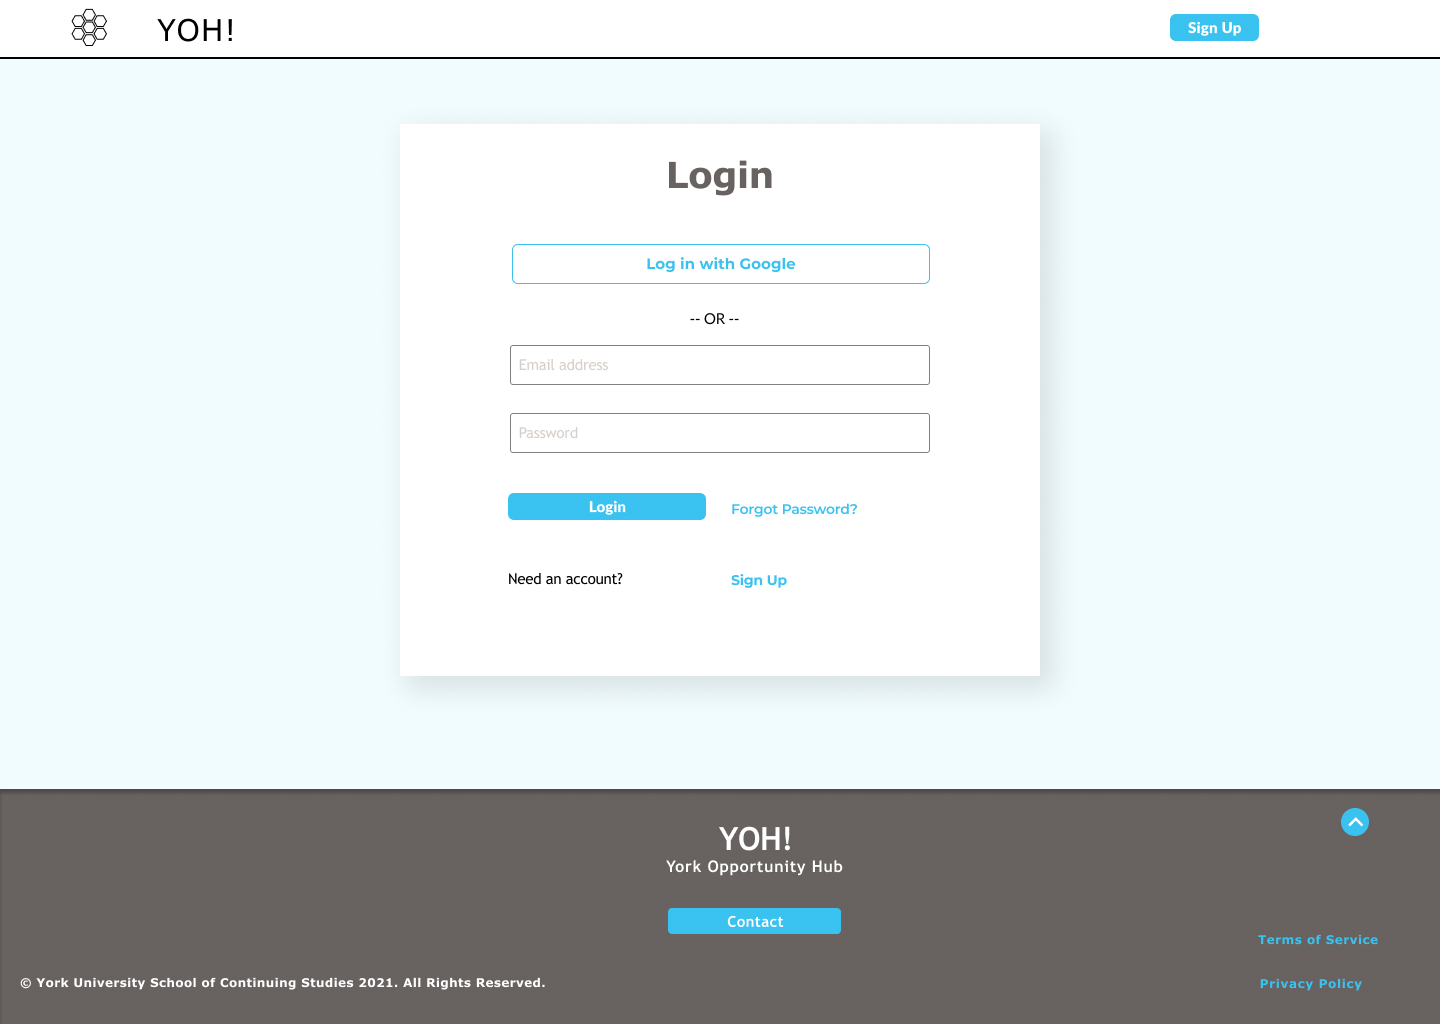 YOH!
Sign Up
Login
Log in with Google
-- OR --
Email address
Password
Login
Forgot Password?
Need an account?
Sign Up
YOH!
York Opportunity Hub
Contact
Terms of Service
© York University School of Continuing Studies 2021. All Rights Reserved.
Privacy Policy